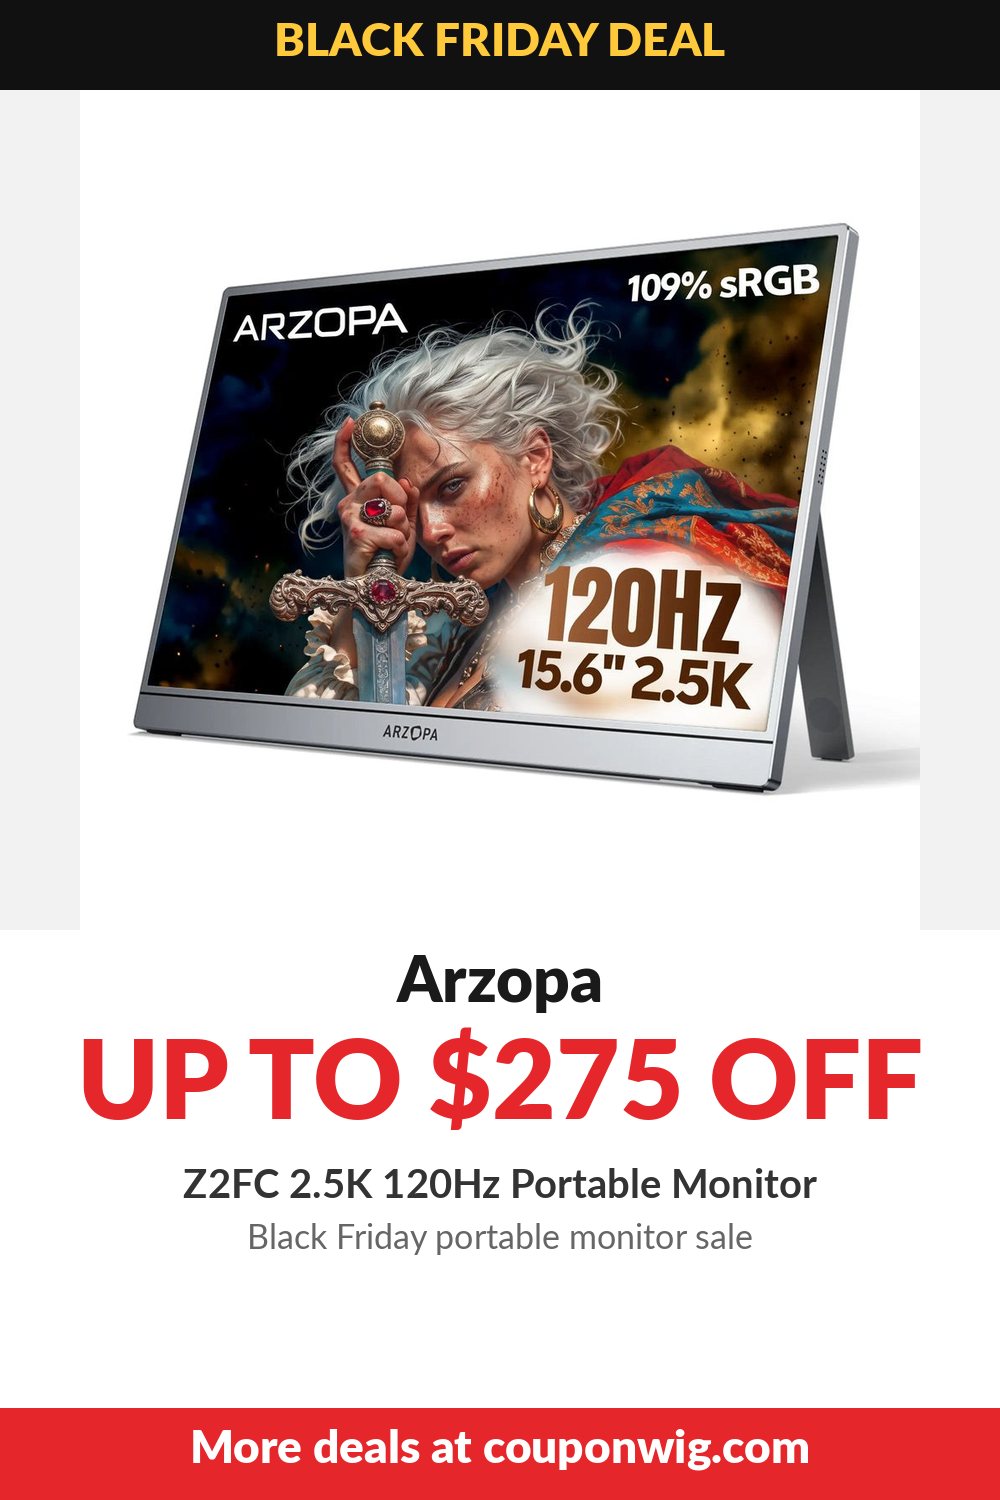 BLACK FRIDAY DEAL
ARZOPA
109% sRGB
120Hz
15.6" 2.5K
ARZOPA
Arzopa
UP TO $275 OFF
Z2FC 2.5K 120Hz Portable Monitor
Black Friday portable monitor sale
More deals at couponwig.com